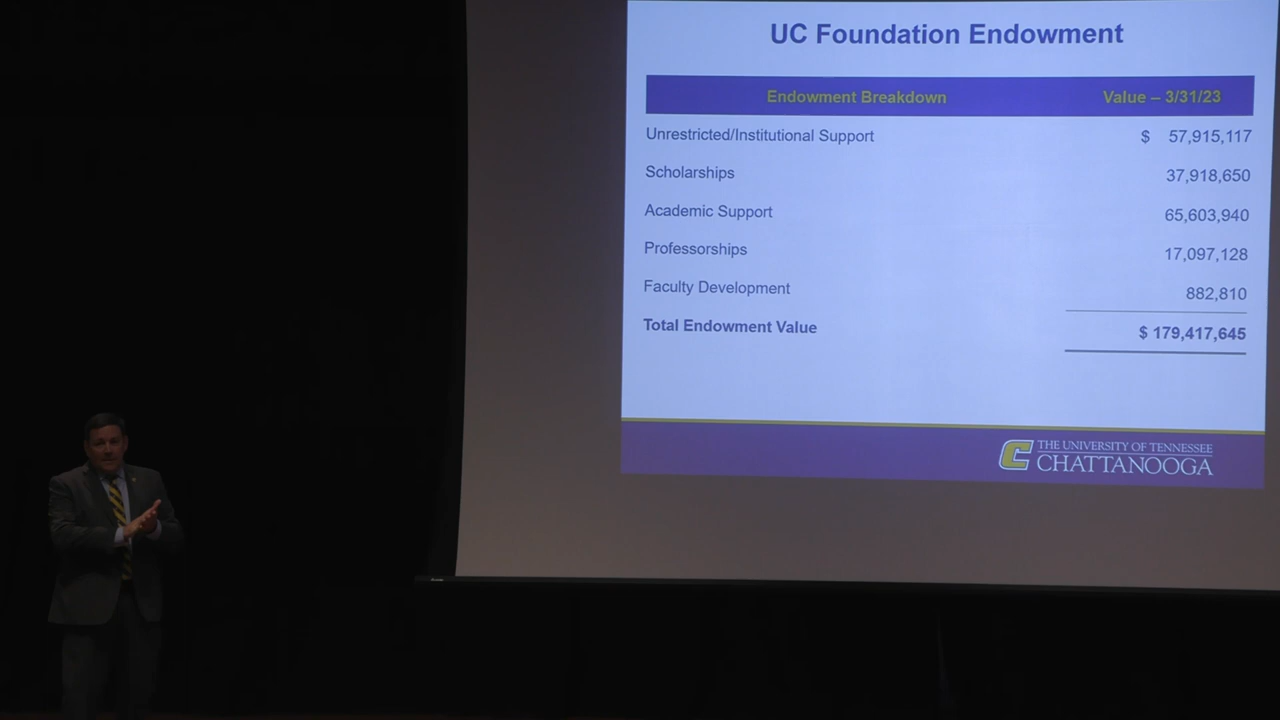 UC Foundation Endowment
Endowment Breakdown Value – 3/31/23
Unrestricted/Institutional Support $ 57,915,117
Scholarships 37,918,650
Academic Support 65,603,940
Professorships 17,097,128
Faculty Development 882,810
Total Endowment Value $ 179,417,645
C THE UNIVERSITY OF TENNESSEE
CHATTANOOGA